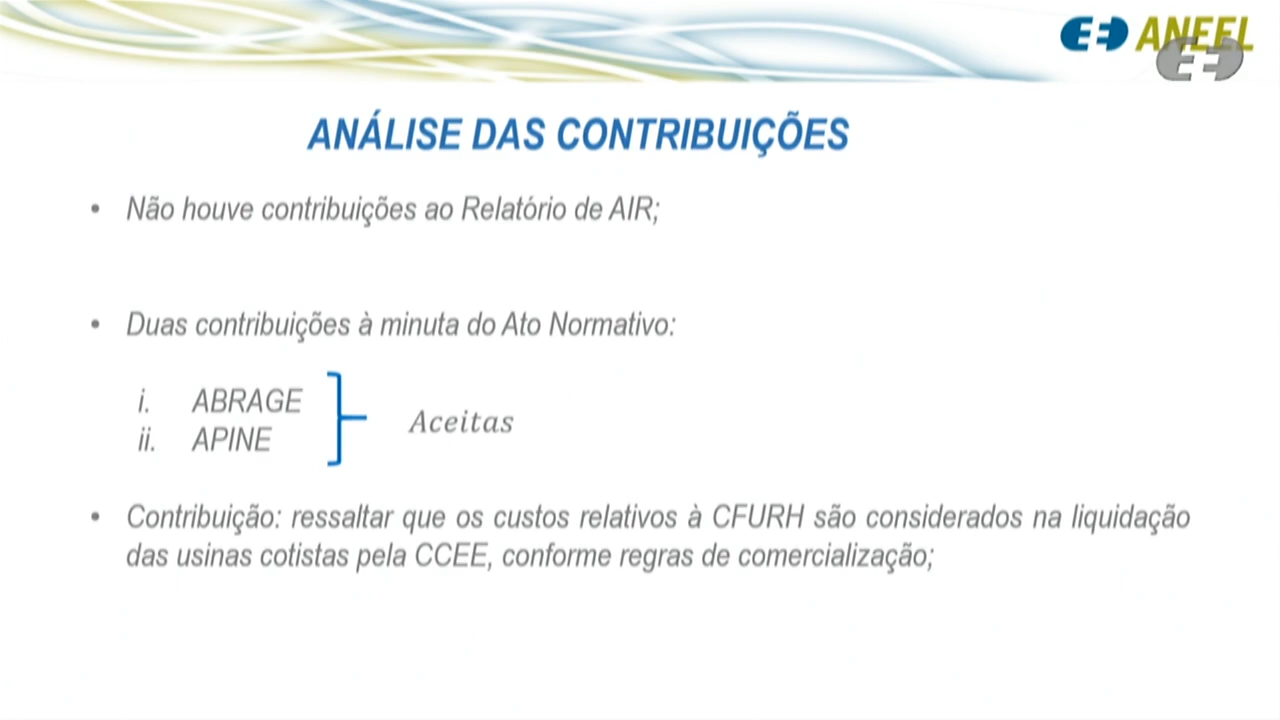 ANEEL
ANÁLISE DAS CONTRIBUIÇÕES
• Não houve contribuições ao Relatório de AIR;
• Duas contribuições à minuta do Ato Normativo:
i. ABRAGE
ii. APINE
Aceitas
• Contribuição: ressaltar que os custos relativos à CFURH são considerados na liquidação
das usinas cotistas pela CCEE, conforme regras de comercialização;